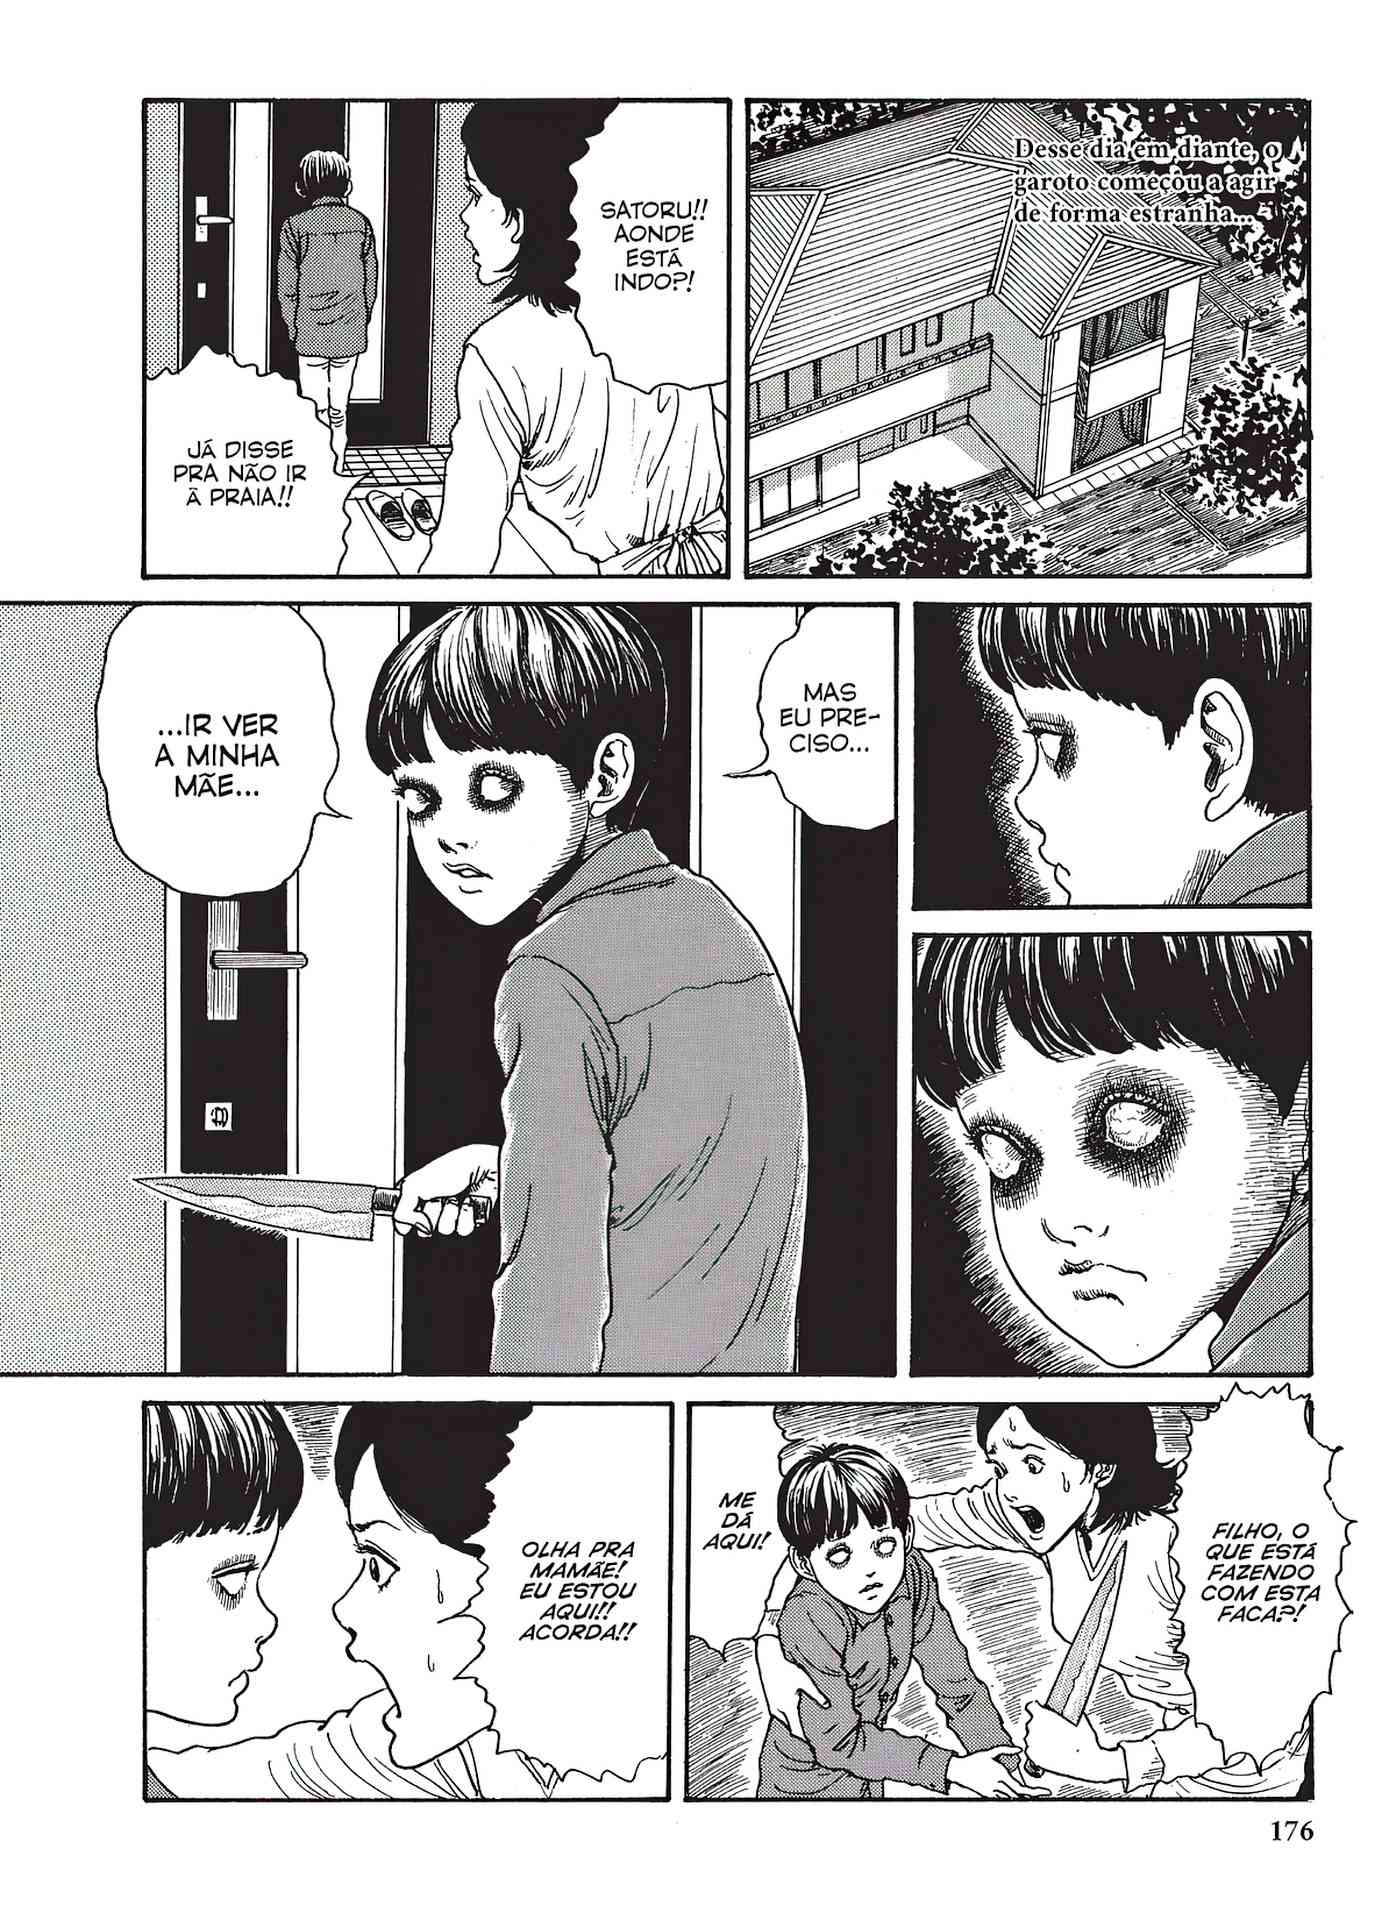 Desse dia em diante, o
garoto começou a agir
de forma estranha...
SATORU!!
AONDE
ESTÁ
INDO?!
JÁ DISSE
PRA NÃO IR
À PRAIA!!
MAS
EU PRE-
CISO...
...IR VER
A MINHA
MÃE...
FILHO, O
QUE ESTÁ
FAZENDO
COM ESTA
FACA?!
ME
DÁ
AQUI!
OLHA PRA
MAMÃE!
EU ESTOU
AQUI!!
ACORDA!!
176